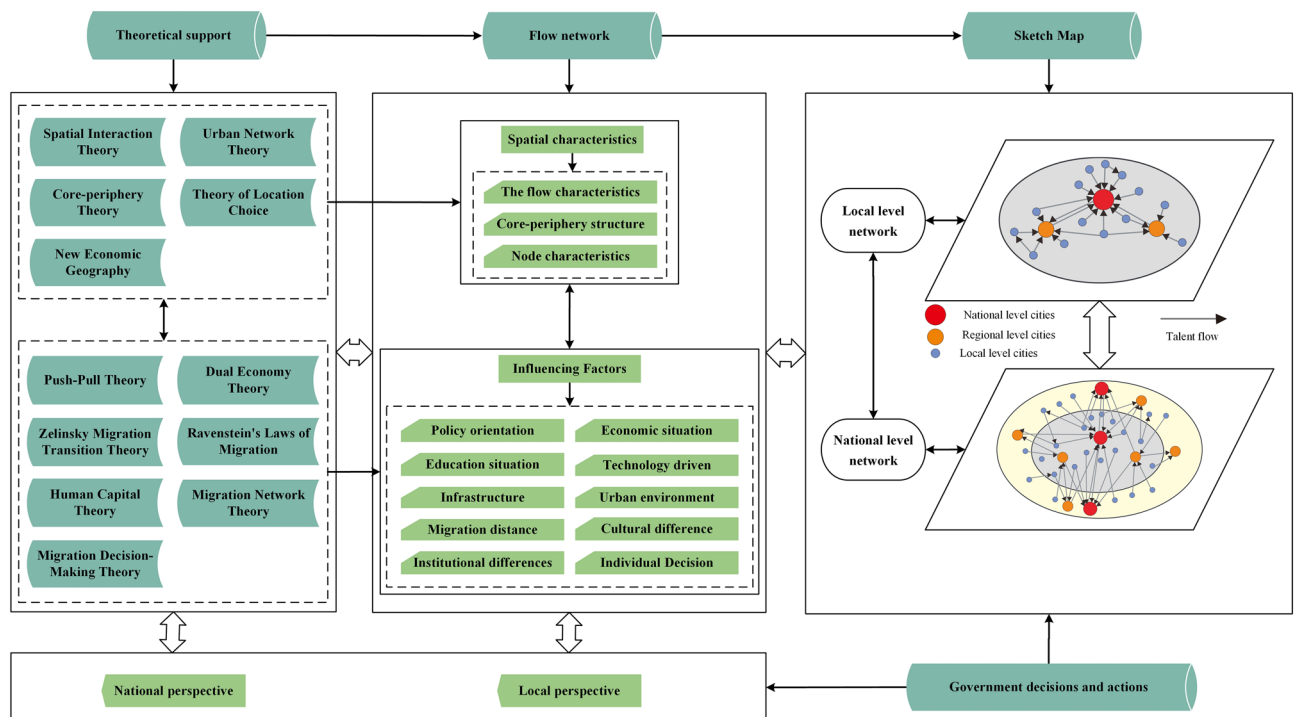 Theoretical support
Flow network
Sketch Map
Spatial Interaction
Theory
Urban Network
Theory
Core-periphery
Theory
Theory of Location
Choice
New Economic
Geography
Push-Pull Theory
Dual Economy
Theory
Zelinsky Migration
Transition Theory
Ravenstein's Laws of
Migration
Human Capital
Theory
Migration Network
Theory
Migration Decision-
Making Theory
Spatial characteristics
The flow characteristics
Core-periphery structure
Node characteristics
Influencing Factors
Policy orientation
Economic situation
Education situation
Technology driven
Infrastructure
Urban environment
Migration distance
Cultural difference
Institutional differences
Individual Decision
Local level
network
National level cities
Regional level cities
Local level cities
Talent flow
National level
network
National perspective
Local perspective
Government decisions and actions